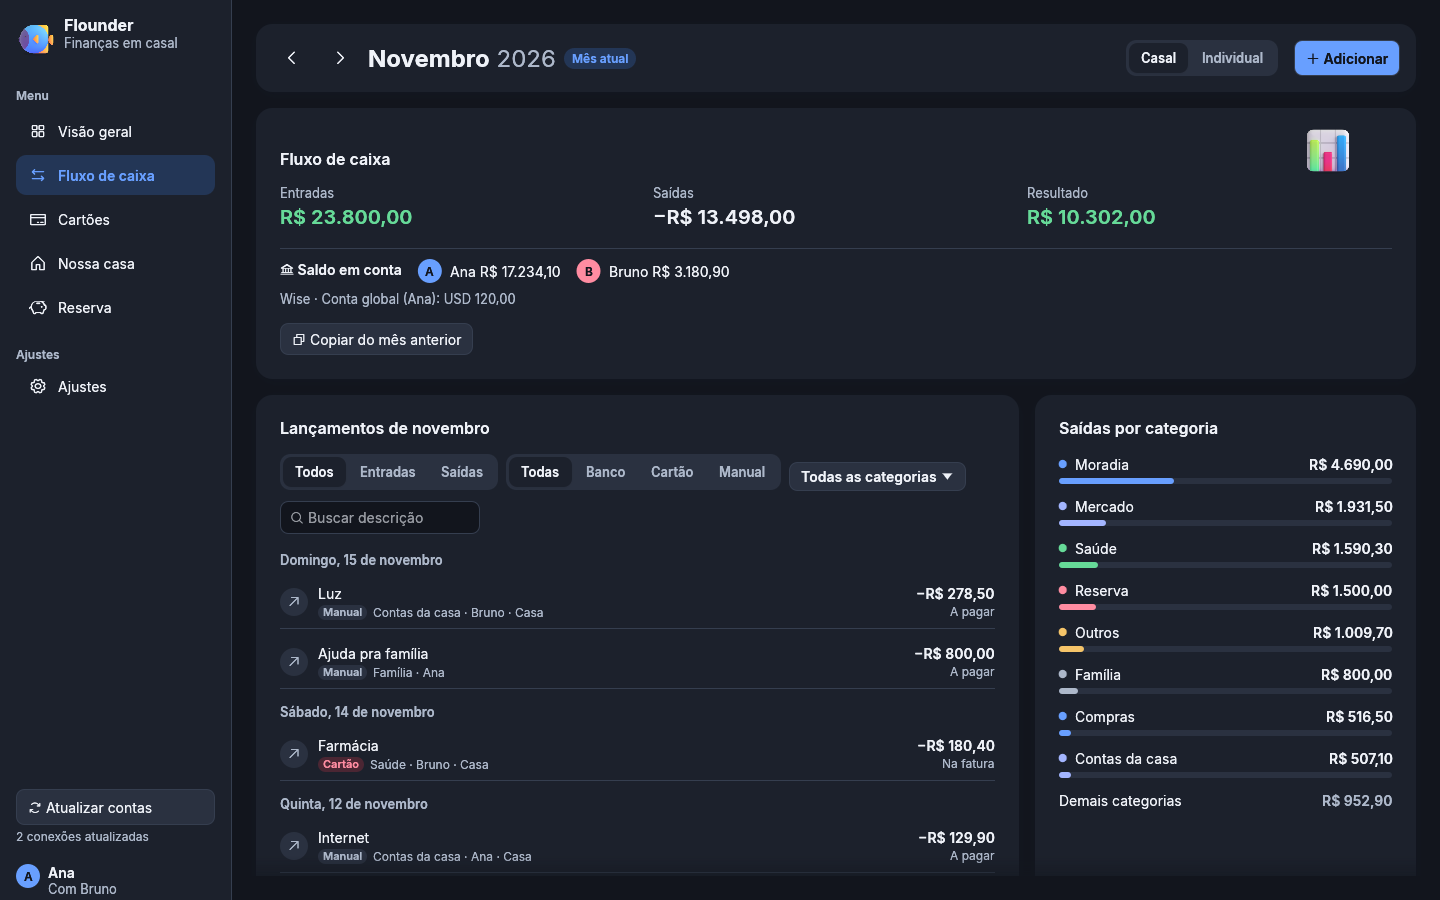 Flounder
Finanças em casal
Menu
Visão geral
Fluxo de caixa
Cartões
Nossa casa
Reserva
Ajustes
Ajustes
Atualizar contas
2 conexões atualizadas
A
Ana
Com Bruno
Novembro 2026 Mês atual
Casal Individual
+ Adicionar
Fluxo de caixa
Entradas Saídas Resultado
R$ 23.800,00 −R$ 13.498,00 R$ 10.302,00
Saldo em conta A Ana R$ 17.234,10 B Bruno R$ 3.180,90
Wise · Conta global (Ana): USD 120,00
Copiar do mês anterior
Lançamentos de novembro
Todos Entradas Saídas Todas Banco Cartão Manual Todas as categorias
Buscar descrição
Domingo, 15 de novembro
Luz −R$ 278,50
Manual Contas da casa · Bruno · Casa A pagar
Ajuda pra família −R$ 800,00
Manual Família · Ana A pagar
Sábado, 14 de novembro
Farmácia −R$ 180,40
Cartão Saúde · Bruno · Casa Na fatura
Quinta, 12 de novembro
Internet −R$ 129,90
Manual Contas da casa · Ana · Casa A pagar
Saídas por categoria
Moradia R$ 4.690,00
Mercado R$ 1.931,50
Saúde R$ 1.590,30
Reserva R$ 1.500,00
Outros R$ 1.009,70
Família R$ 800,00
Compras R$ 516,50
Contas da casa R$ 507,10
Demais categorias R$ 952,90